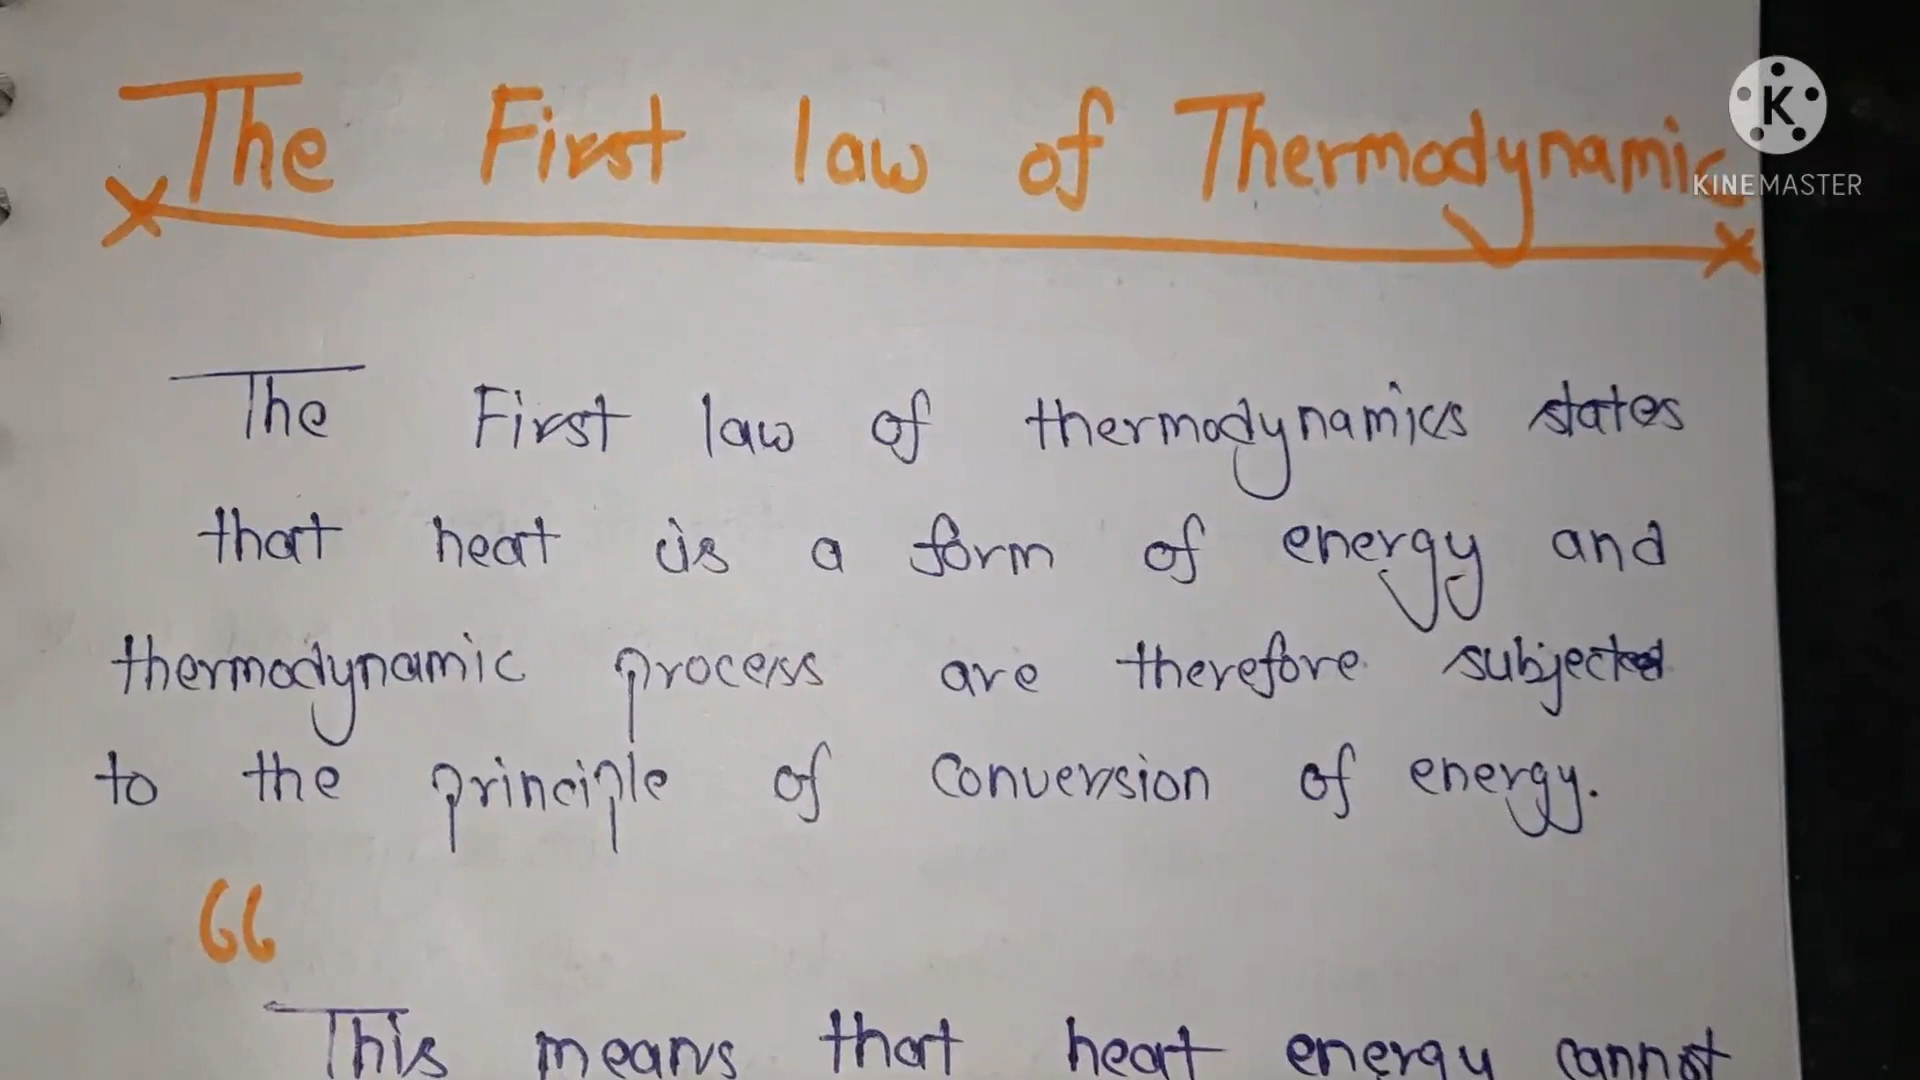 The First law of Thermodynamic
K
KINEMASTER
The First law of thermodynamics states
that heat is a form of energy and
thermodynamic process are therefore subjected
to the principle of conversion of energy.
“
This means that heat energy cannot